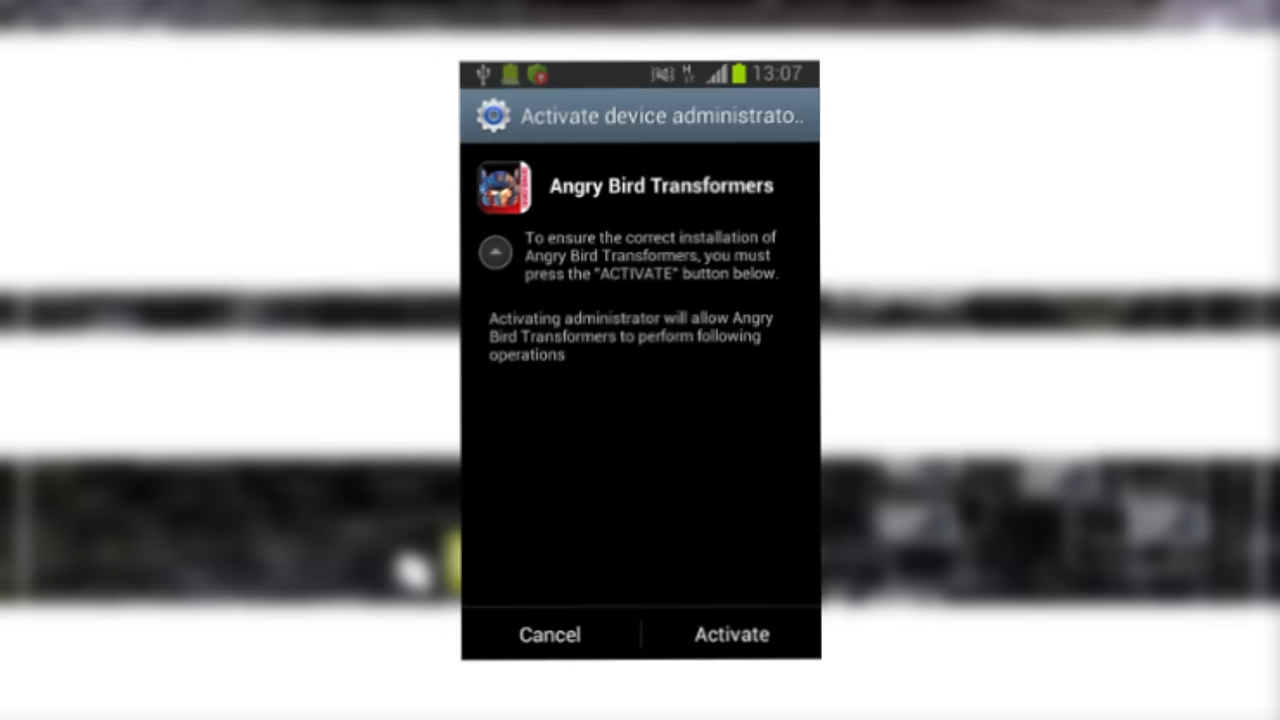 13:07
Activate device administrato..
Angry Bird Transformers
To ensure the correct installation of
Angry Bird Transformers, you must
press the "ACTIVATE" button below.
Activating administrator will allow Angry
Bird Transformers to perform following
operations
Cancel
Activate